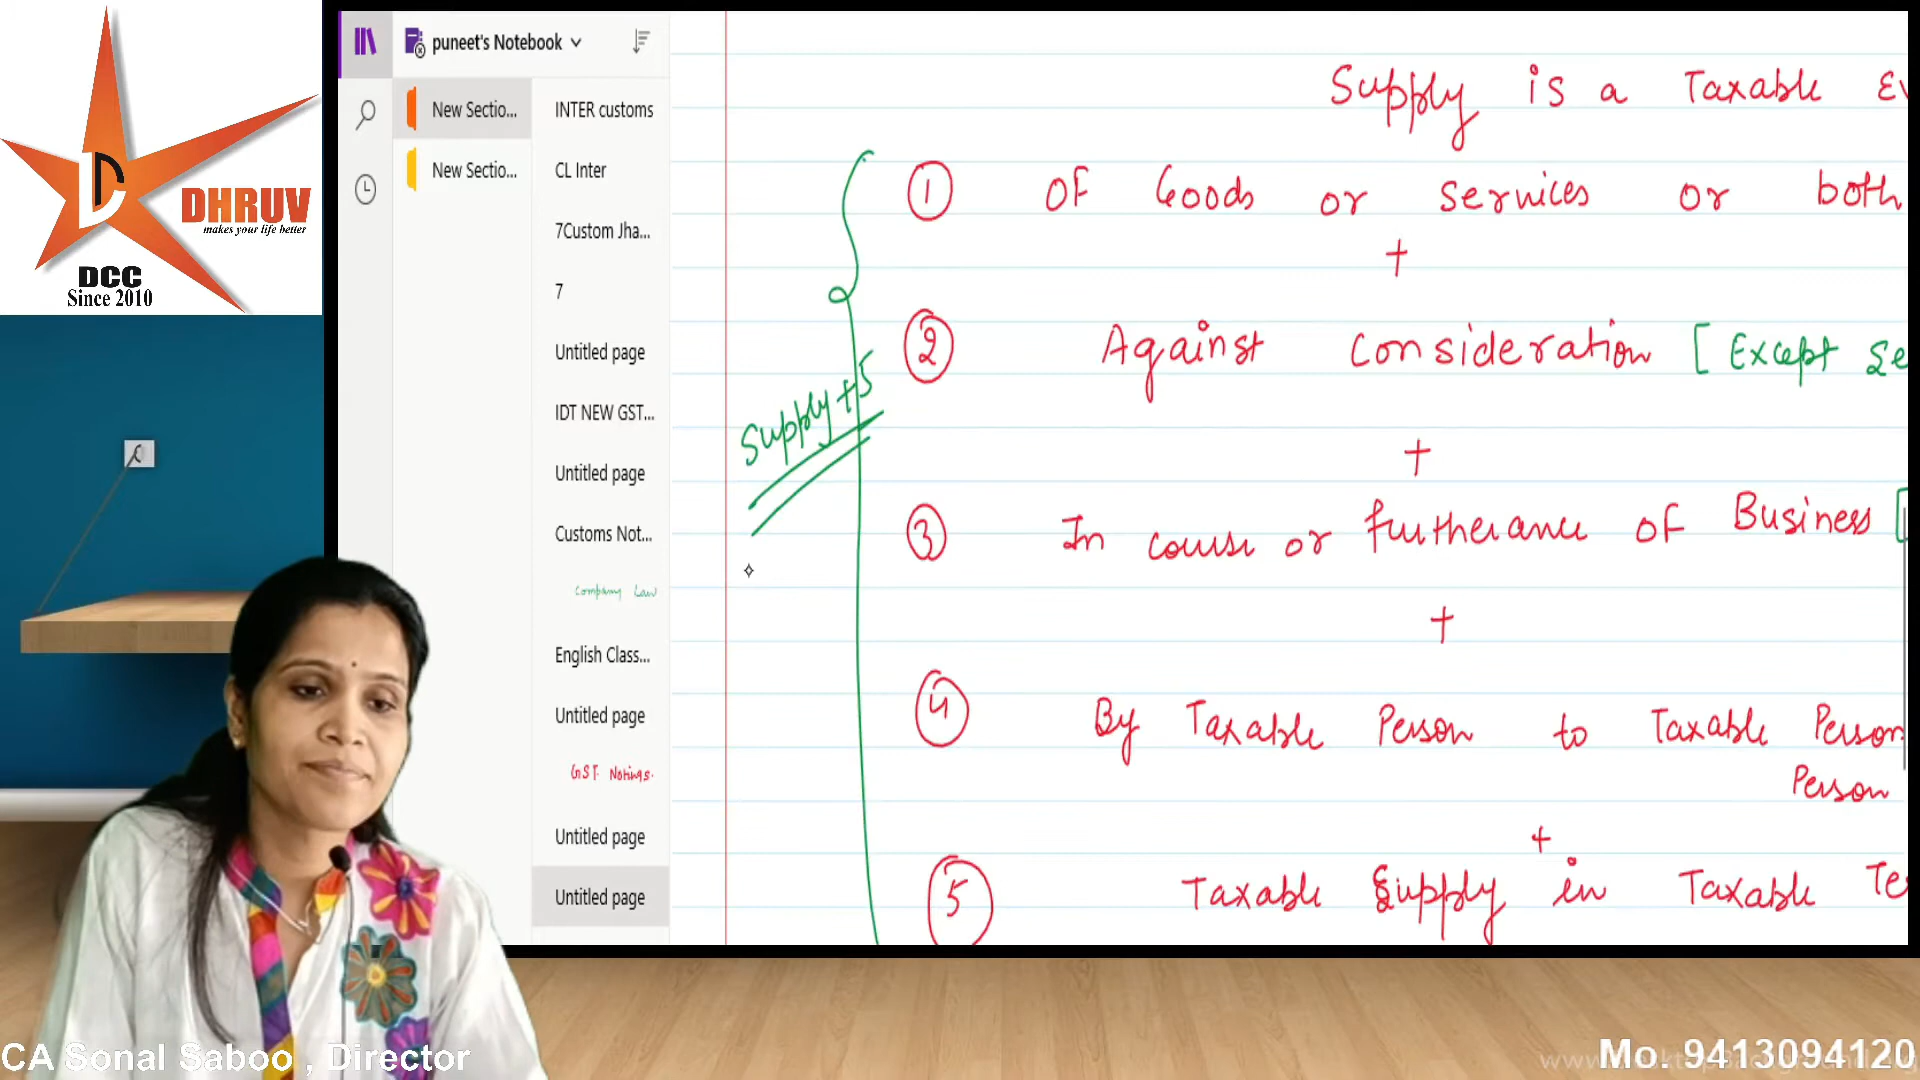 DHRUV
makes your life better
DCC
Since 2010
puneet's Notebook
New Sectio...
New Sectio...
INTER customs
CL Inter
7Custom Jha...
7
Untitled page
IDT NEW GST...
Untitled page
Customs Not...
Company Law
English Class...
Untitled page
GST Notings.
Untitled page
Untitled page
Supply is a Taxable Ev
1 OF Goods or services or both
+
2 Against Consideration [ Except Se
Supply + 5
+
3 In course or furtherance of Business [
+
4 By Taxable Person to Taxable Person
Person
+
5 Taxable Supply in Taxable Te
CA Sonal Saboo , Director
Mo. 9413094120